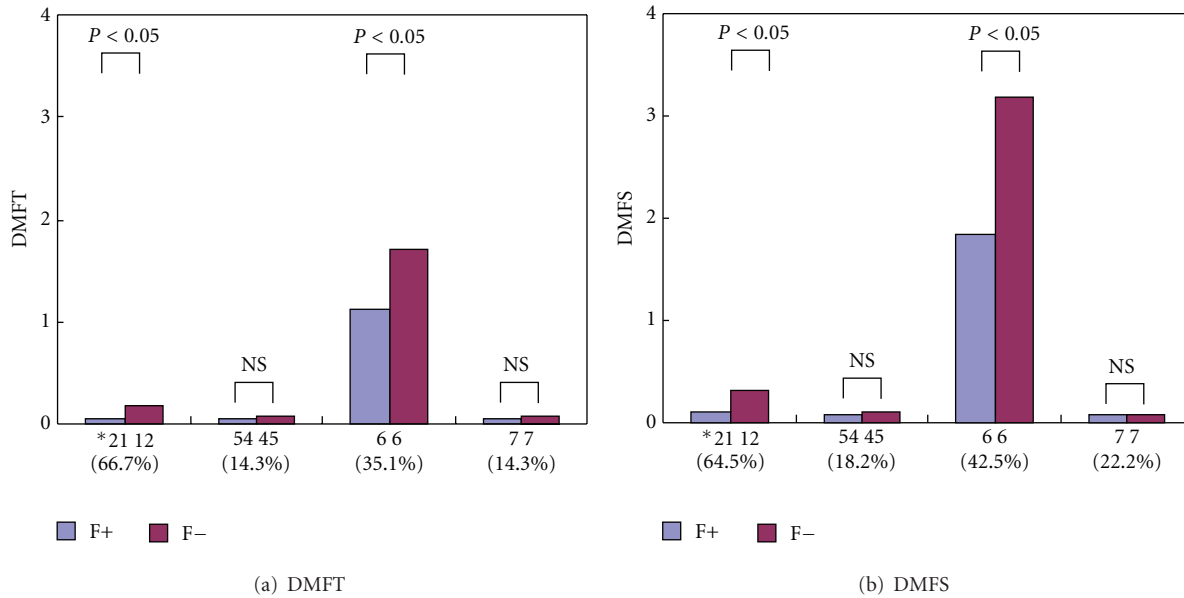 4
3
2
1
0
DMFT
P < 0.05
NS
P < 0.05
NS
*21 12
54 45
6 6
7 7
(66.7%)
(14.3%)
(35.1%)
(14.3%)
F+
F−
(a) DMFT
4
3
2
1
0
DMFS
P < 0.05
NS
P < 0.05
NS
*21 12
54 45
6 6
7 7
(64.5%)
(18.2%)
(42.5%)
(22.2%)
F+
F−
(b) DMFS